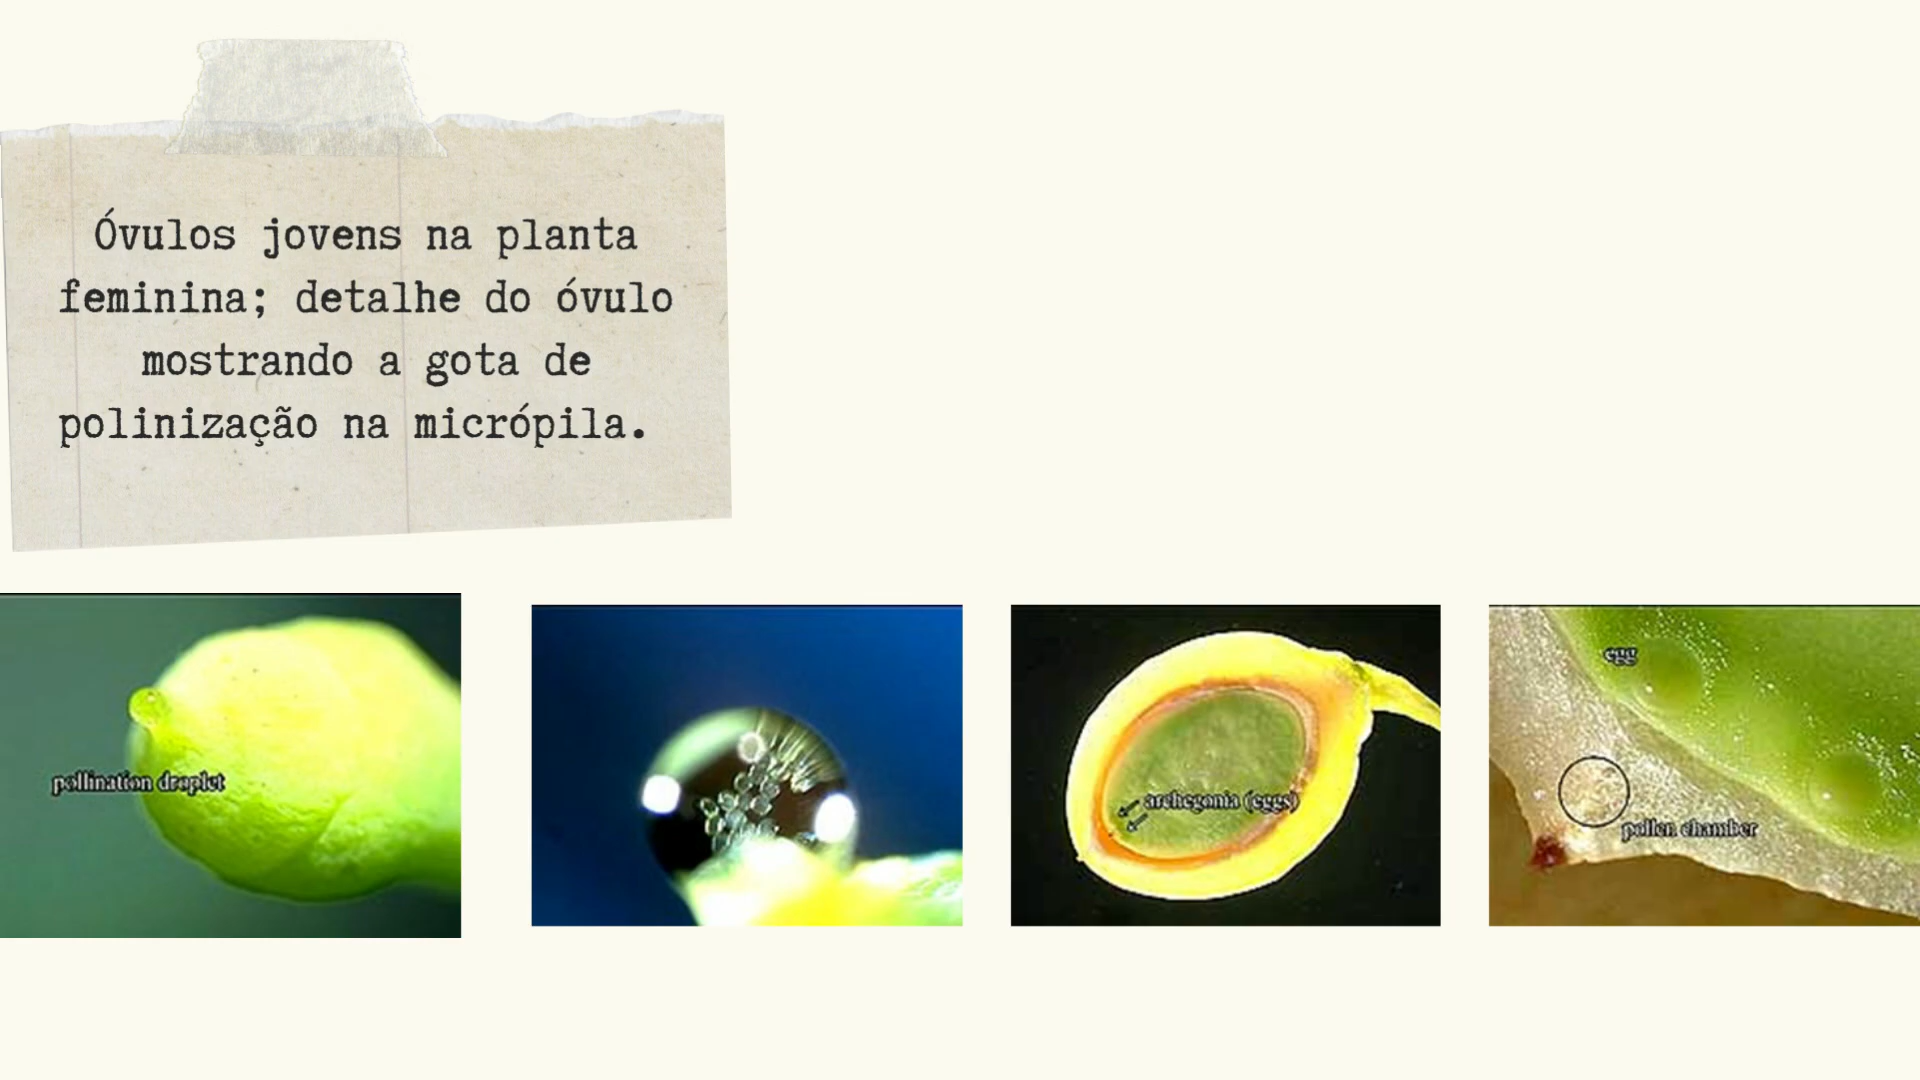 Óvulos jovens na planta
feminina; detalhe do óvulo
mostrando a gota de
polinização na micrópila.
pollination droplet
archegonia (eggs)
egg
pollen chamber